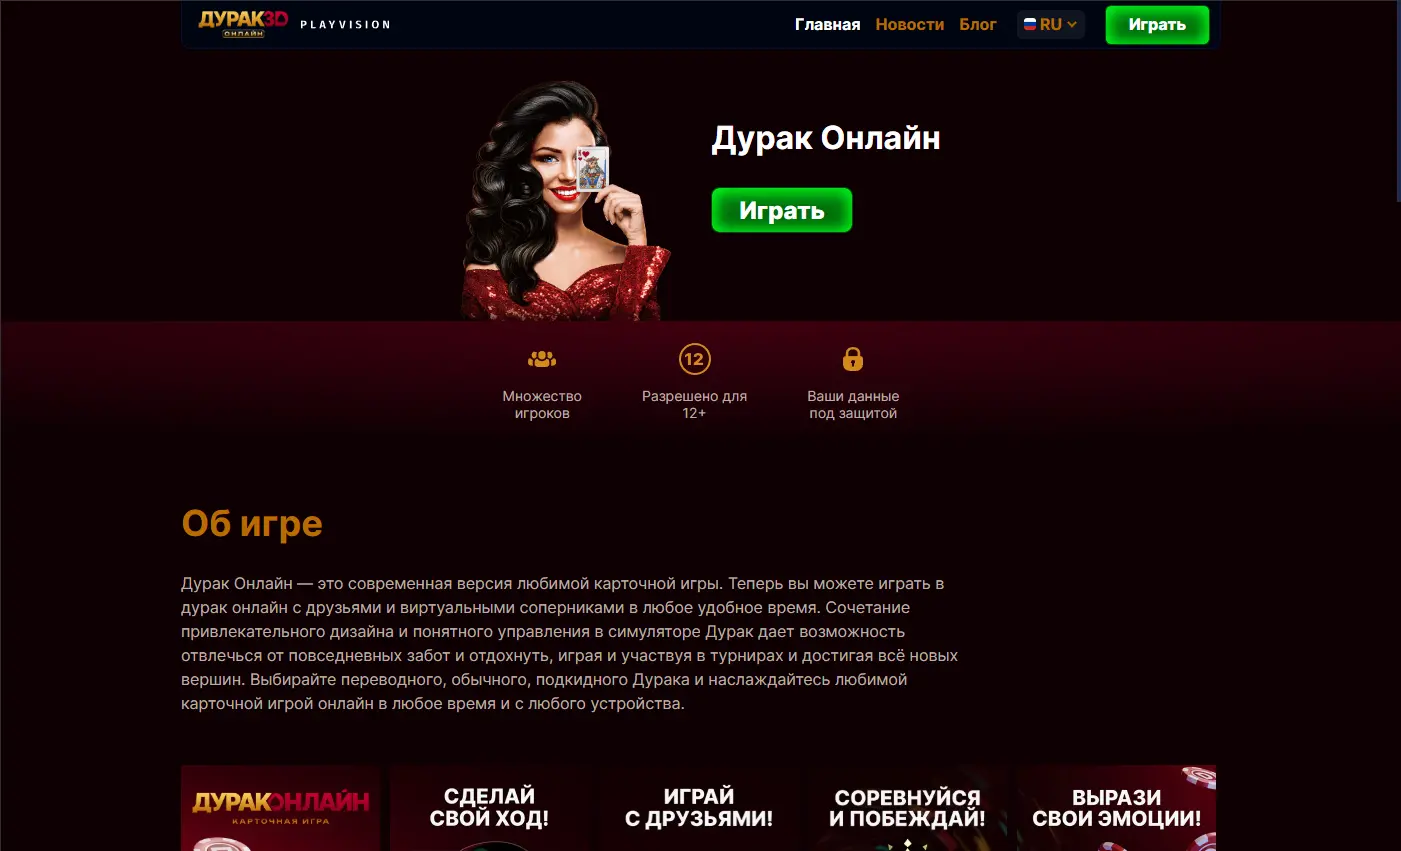 ДУРАК3D
ОНЛАЙН
PLAYVISION
Главная
Новости
Блог
RU
Играть
Дурак Онлайн
Играть
Множество
игроков
12
Разрешено для
12+
Ваши данные
под защитой
Об игре
Дурак Онлайн — это современная версия любимой карточной игры. Теперь вы можете играть в
дурак онлайн с друзьями и виртуальными соперниками в любое удобное время. Сочетание
привлекательного дизайна и понятного управления в симуляторе Дурак дает возможность
отвлечься от повседневных забот и отдохнуть, играя и участвуя в турнирах и достигая всё новых
вершин. Выбирайте переводного, обычного, подкидного Дурака и наслаждайтесь любимой
карточной игрой онлайн в любое время и с любого устройства.
ДУРАКОНЛАЙН
КАРТОЧНАЯ ИГРА
СДЕЛАЙ
СВОЙ ХОД!
ИГРАЙ
С ДРУЗЬЯМИ!
СОРЕВНУЙСЯ
И ПОБЕЖДАЙ!
ВЫРАЗИ
СВОИ ЭМОЦИИ!